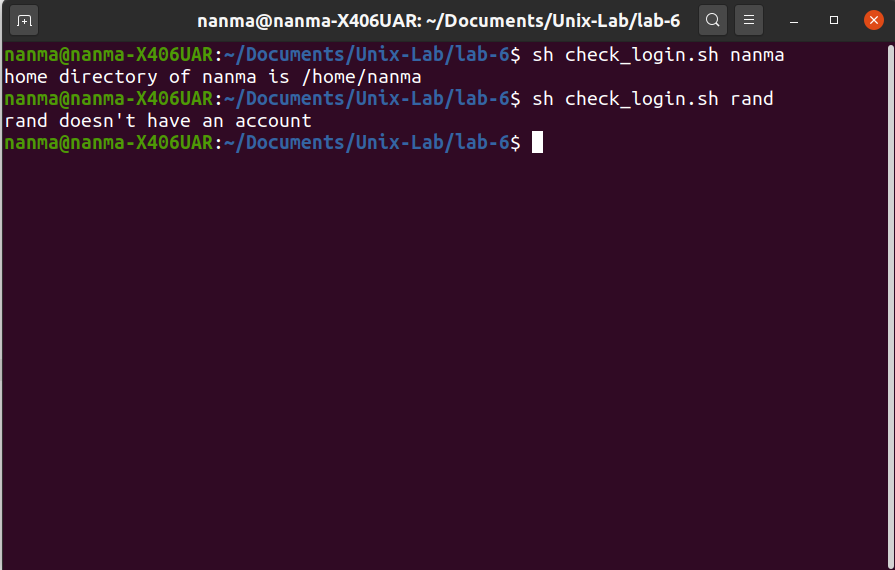 nanma@nanma-X406UAR: ~/Documents/Unix-Lab/lab-6
nanma@nanma-X406UAR:~/Documents/Unix-Lab/lab-6$ sh check_login.sh nanma
home directory of nanma is /home/nanma
nanma@nanma-X406UAR:~/Documents/Unix-Lab/lab-6$ sh check_login.sh rand
rand doesn't have an account
nanma@nanma-X406UAR:~/Documents/Unix-Lab/lab-6$